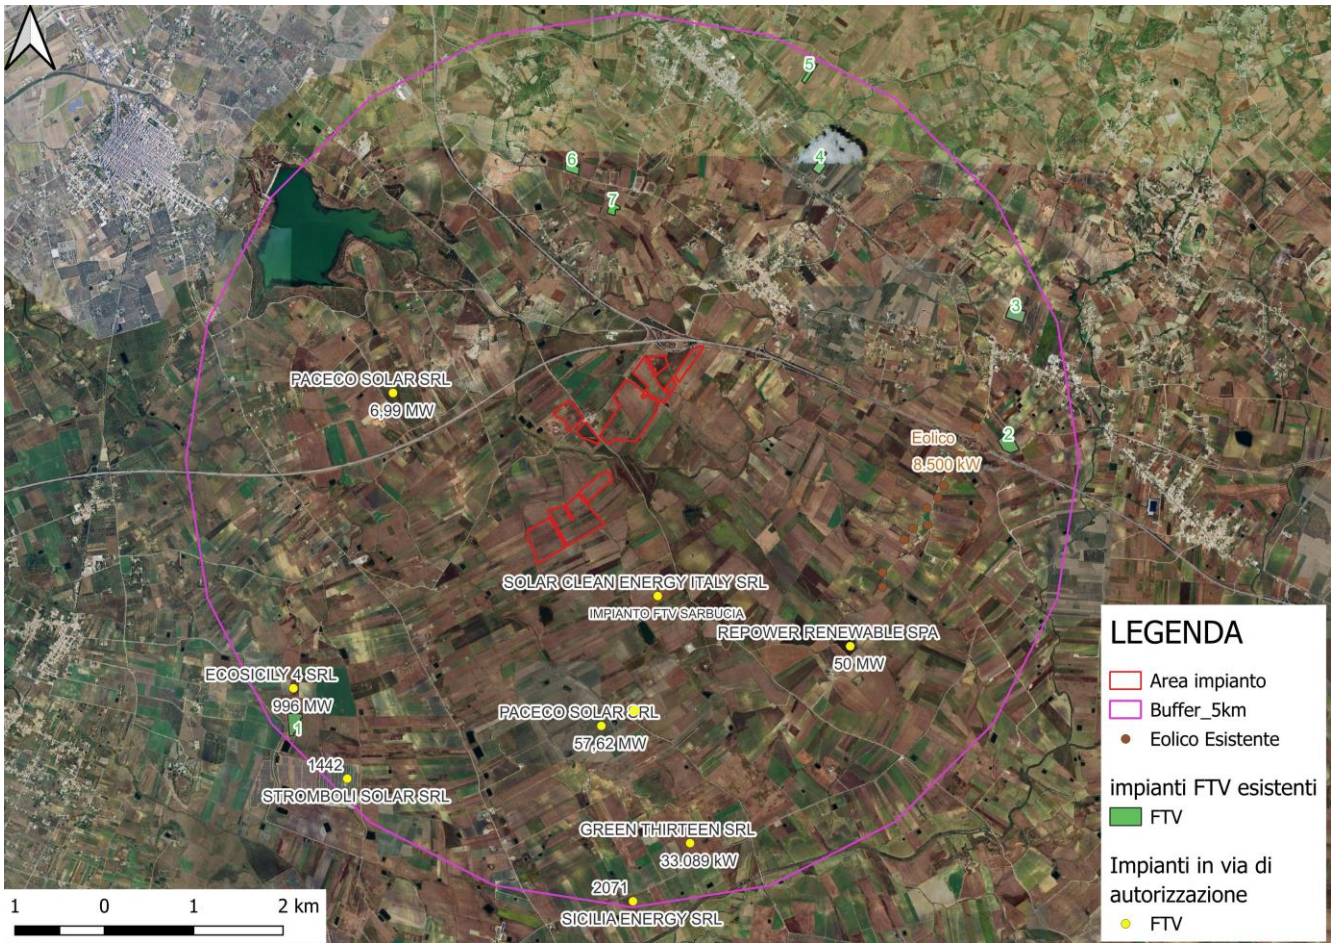 5
6
4
7
3
PACECO SOLAR SRL
6,99 MW
2
Eolico
8.500 kW
SOLAR CLEAN ENERGY ITALY SRL
IMPIANTO FTV SARBUCIA
REPOWER RENEWABLE SPA
50 MW
ECOSICILY 4 SRL
996 MW
1
PACECO SOLAR SRL
57,62 MW
1442
STROMBOLI SOLAR SRL
GREEN THIRTEEN SRL
33.089 kW
2071
SICILIA ENERGY SRL
1 0 1 2 km
LEGENDA
Area impianto
Buffer_5km
Eolico Esistente
impianti FTV esistenti
FTV
Impianti in via di
autorizzazione
FTV